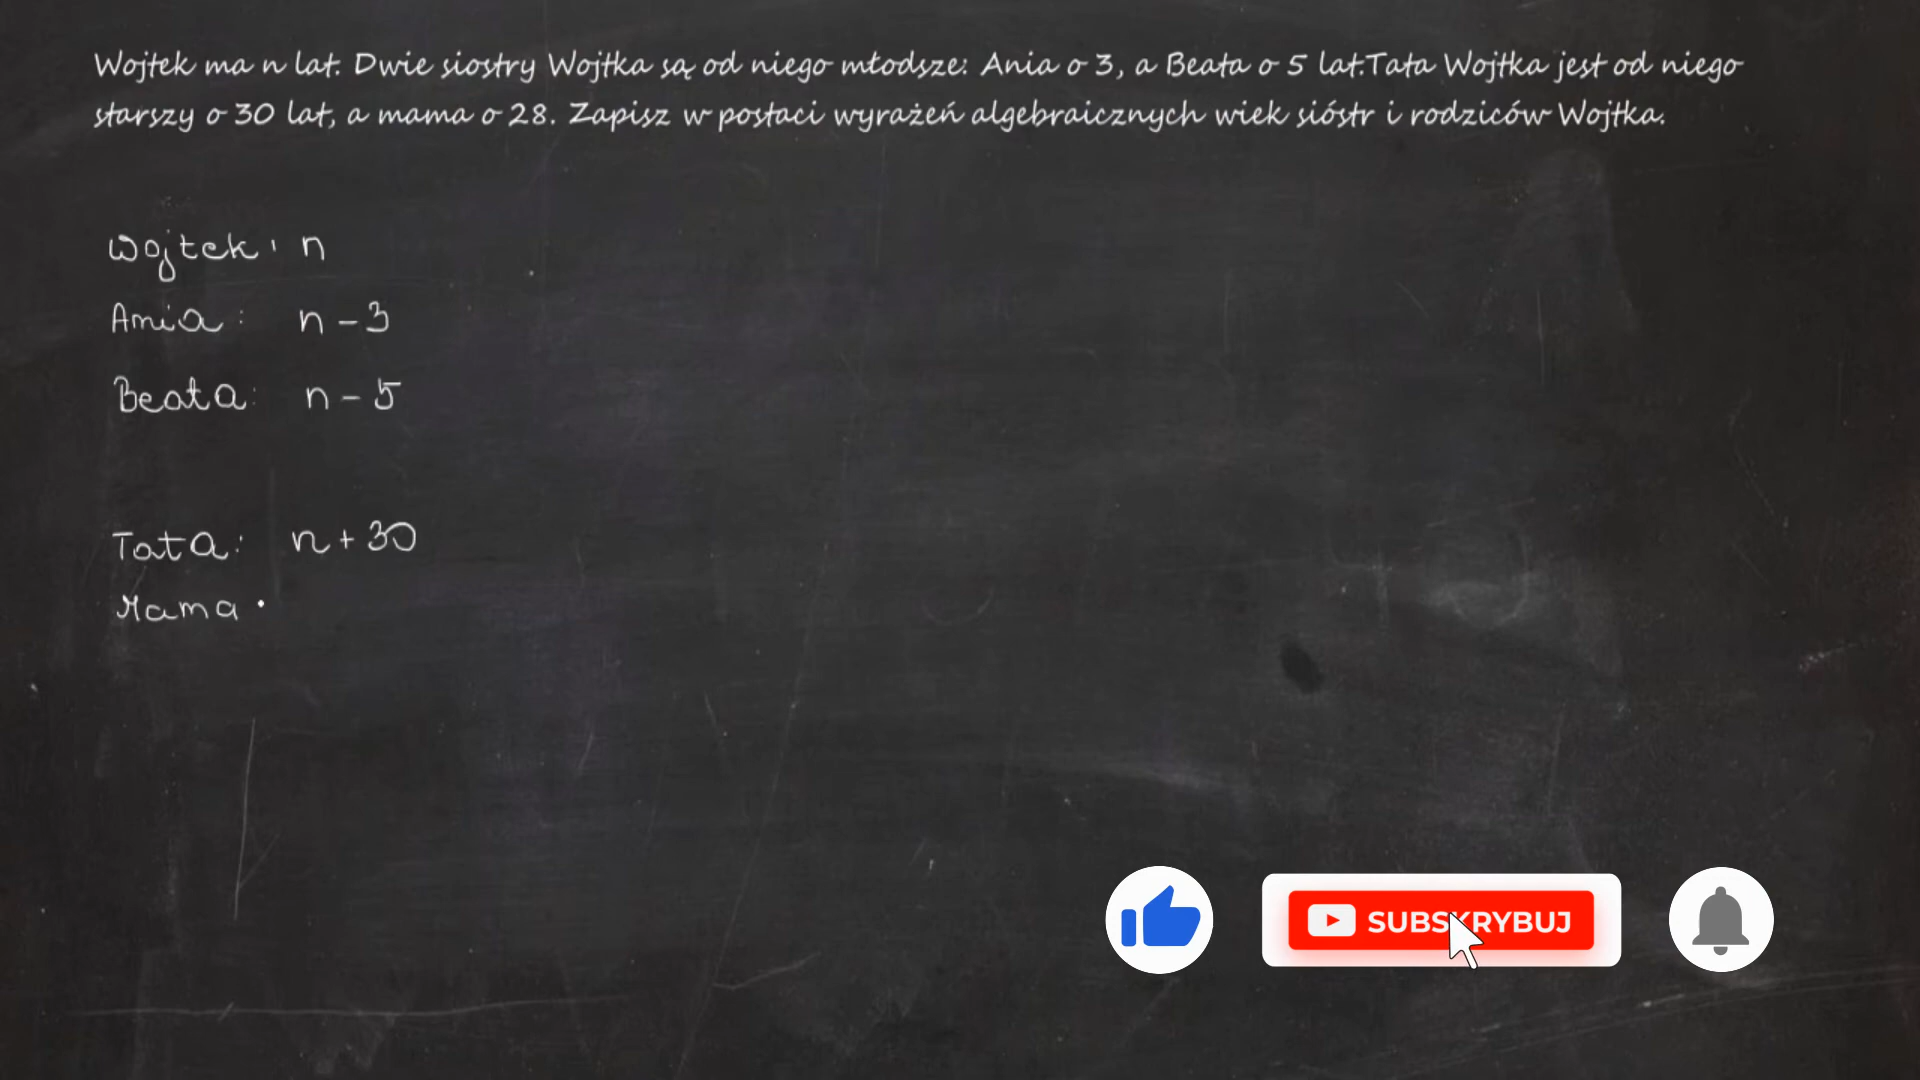 Wojtek ma n lat. Dwie siostry Wojtka są od niego młodsze: Ania o 3, a Beata o 5 lat.Tata Wojtka jest od niego
starszy o 30 lat, a mama o 28. Zapisz w postaci wyrażeń algebraicznych wiek sióstr i rodziców Wojtka.
Wojtek: n
Ania: n - 3
Beata: n - 5
Tata: n + 30
Mama .
SUBSKRYBUJ